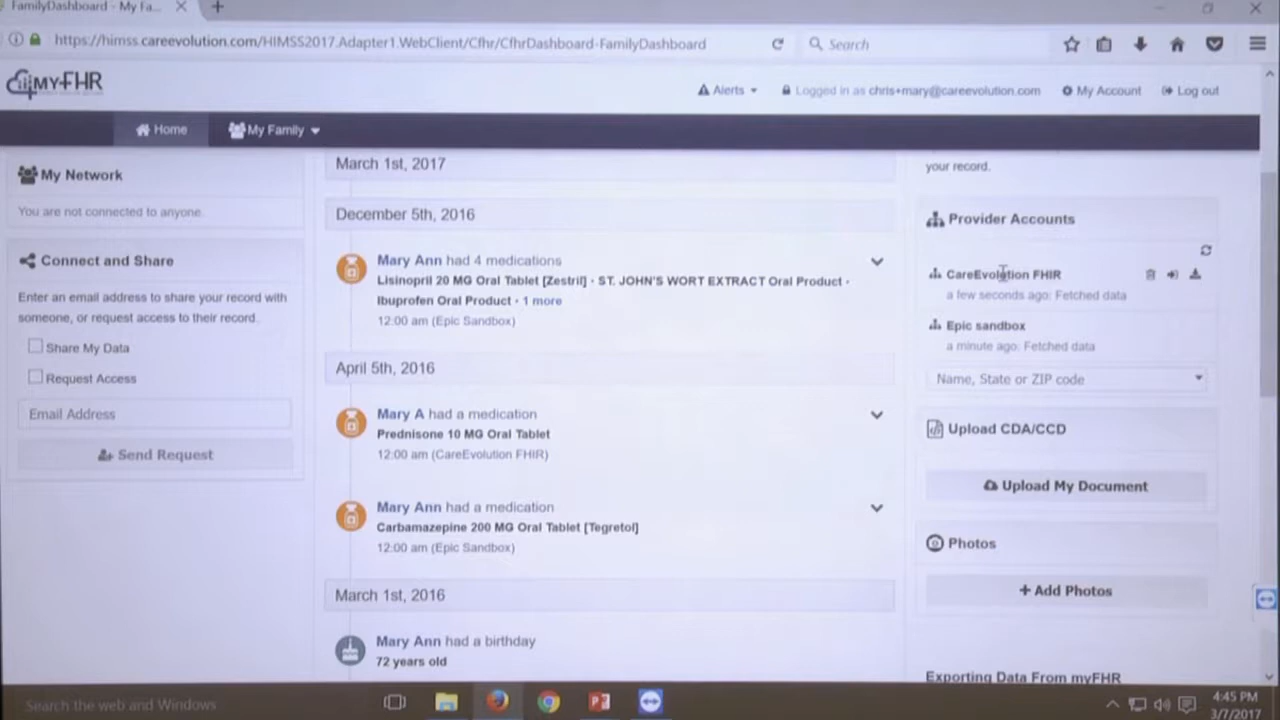 FamilyDashboard - My Fa...
https://himss.careevolution.com/HIMSS2017.Adapter1.WebClient/Cfhr/CfhrDashboard-FamilyDashboard
Search
MYFHR
Alerts
Logged in as chris+mary@careevolution.com
My Account
Log out
Home
My Family
My Network
You are not connected to anyone.
Connect and Share
Enter an email address to share your record with
someone, or request access to their record.
Share My Data
Request Access
Email Address
Send Request
March 1st, 2017
December 5th, 2016
Mary Ann had 4 medications
Lisinopril 20 MG Oral Tablet [Zestril] · ST. JOHN'S WORT EXTRACT Oral Product ·
Ibuprofen Oral Product · 1 more
12:00 am (Epic Sandbox)
April 5th, 2016
Mary A had a medication
Prednisone 10 MG Oral Tablet
12:00 am (CareEvolution FHIR)
Mary Ann had a medication
Carbamazepine 200 MG Oral Tablet [Tegretol]
12:00 am (Epic Sandbox)
March 1st, 2016
Mary Ann had a birthday
72 years old
your record.
Provider Accounts
CareEvolution FHIR
a few seconds ago: Fetched data
Epic sandbox
a minute ago: Fetched data
Name, State or ZIP code
Upload CDA/CCD
Upload My Document
Photos
+ Add Photos
Exporting Data From myFHR
Search the web and Windows
4:45 PM
3/7/2017